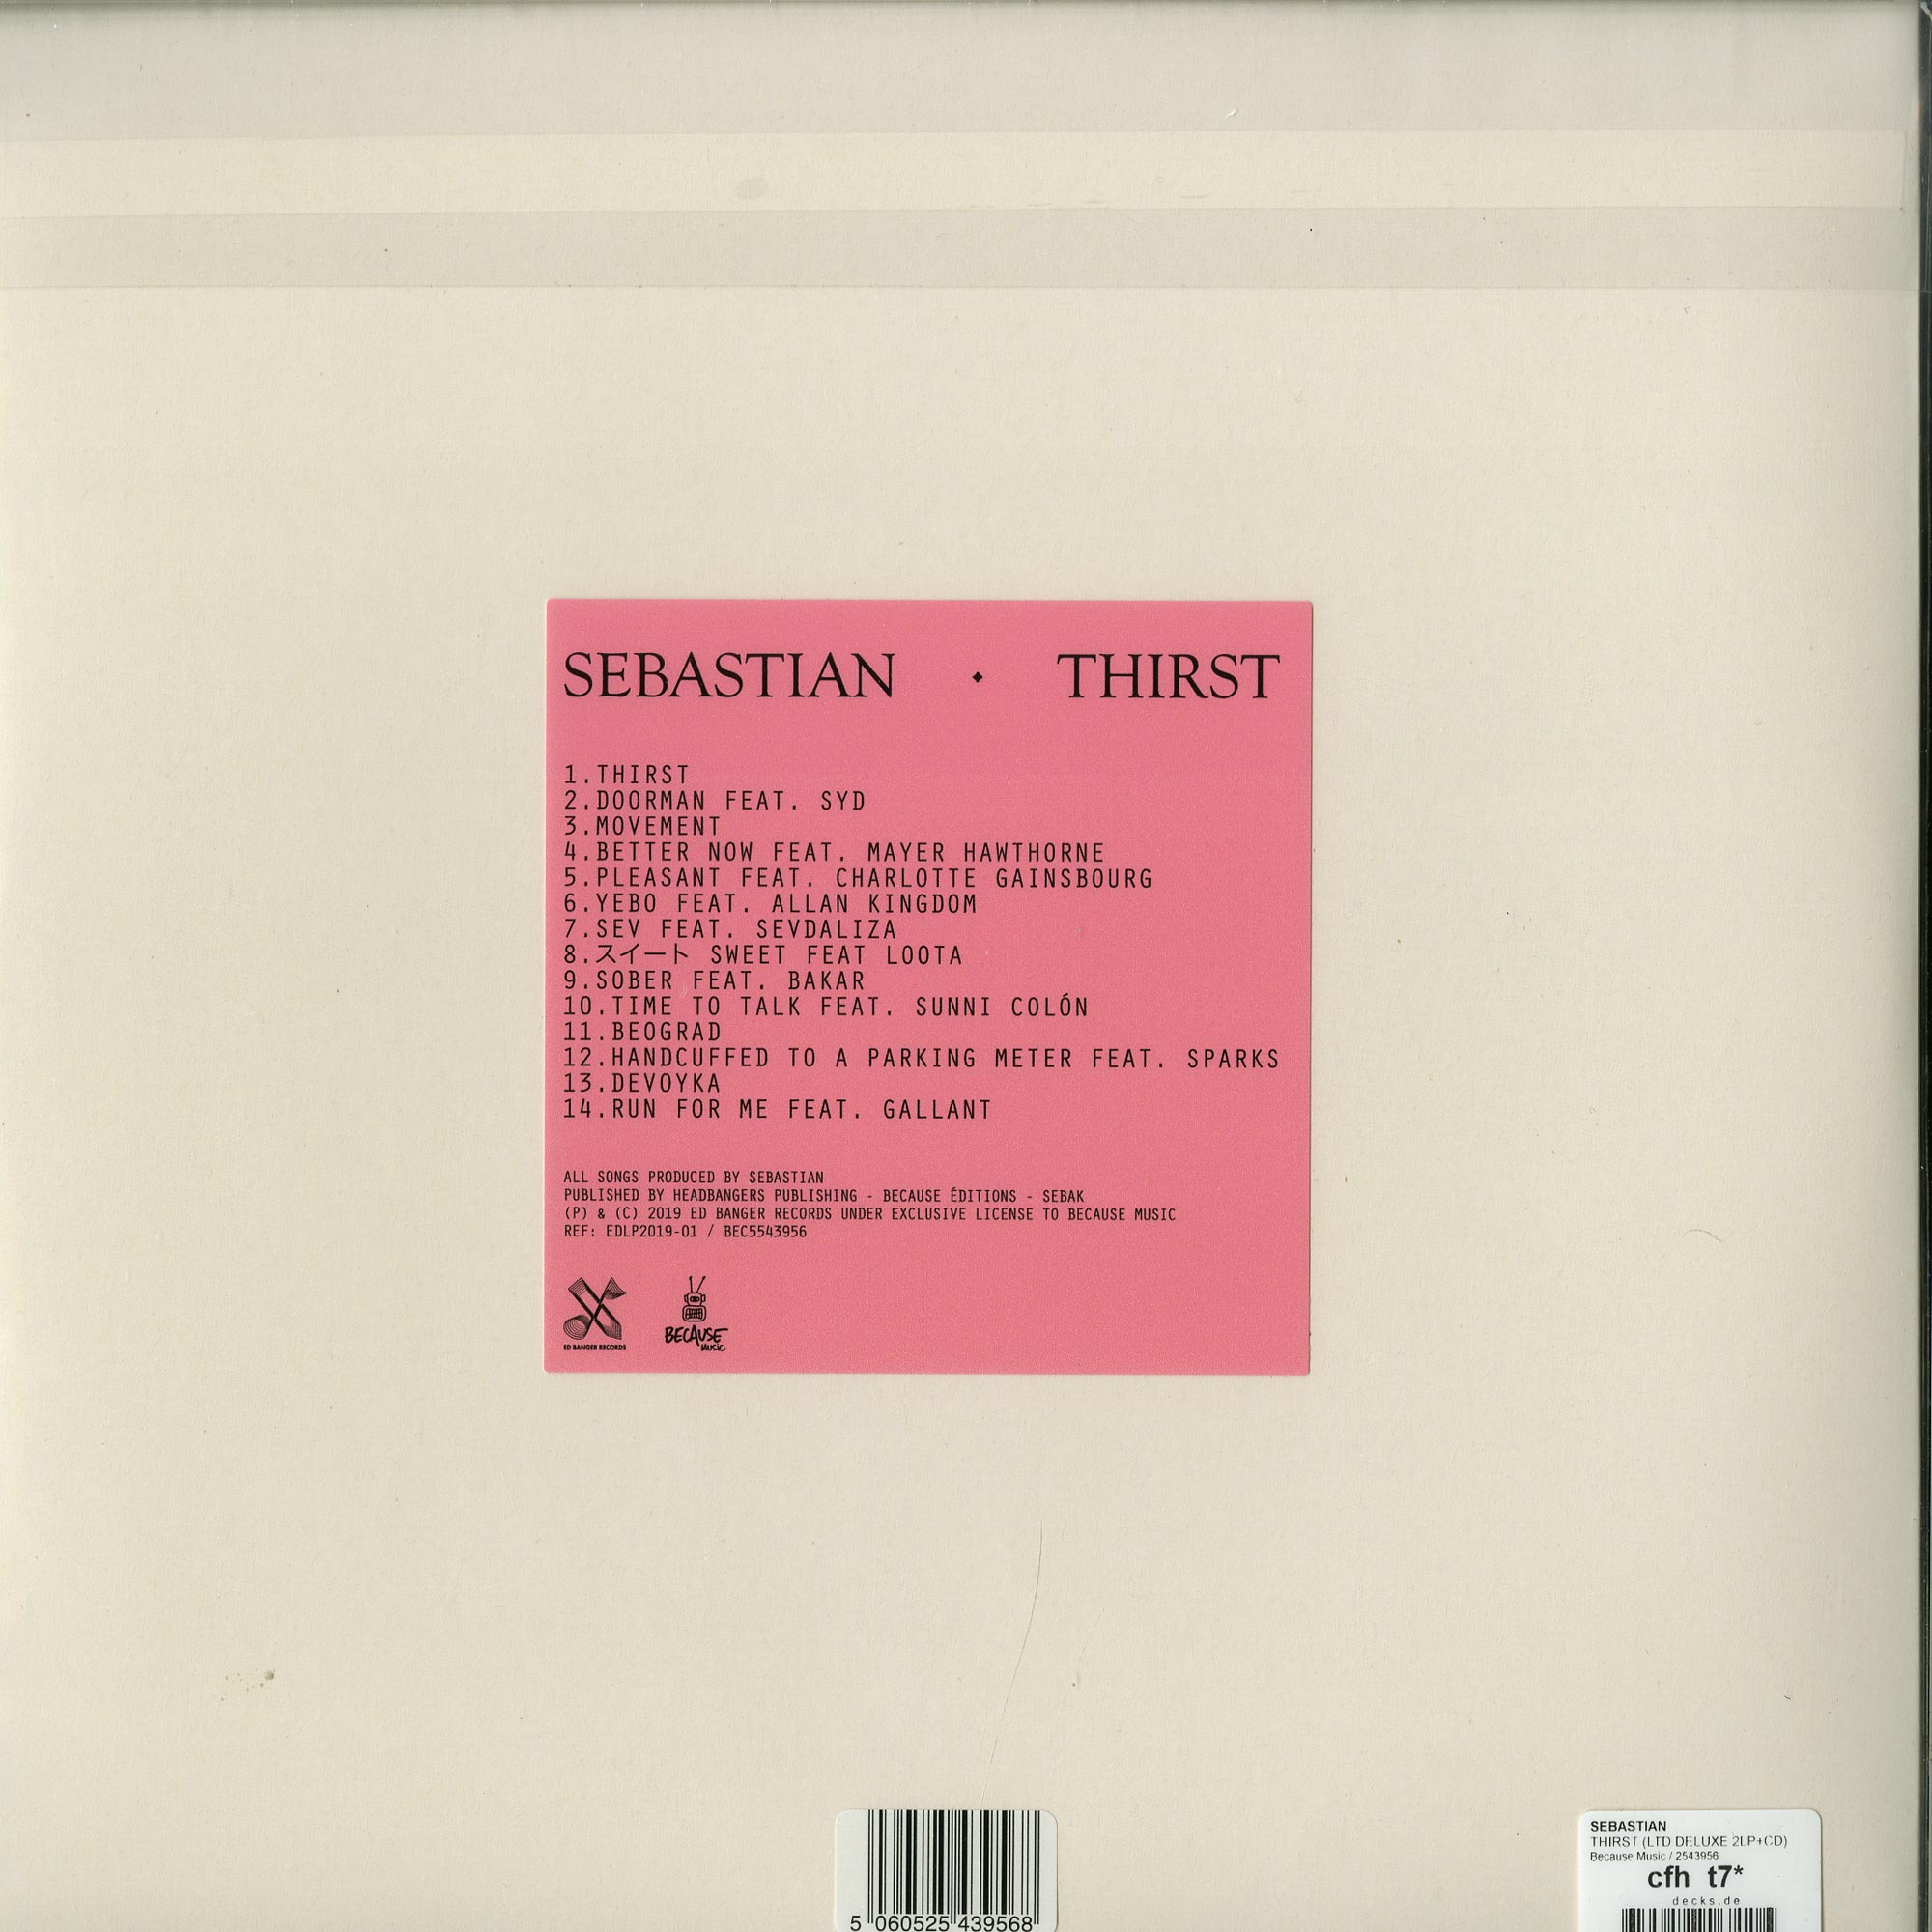 SEBASTIAN ◆ THIRST
1.THIRST
2.DOORMAN FEAT. SYD
3.MOVEMENT
4.BETTER NOW FEAT. MAYER HAWTHORNE
5.PLEASANT FEAT. CHARLOTTE GAINSBOURG
6.YEBO FEAT. ALLAN KINGDOM
7.SEV FEAT. SEVDALIZA
8.スイート SWEET FEAT LOOTA
9.SOBER FEAT. BAKAR
10.TIME TO TALK FEAT. SUNNI COLÓN
11.BEOGRAD
12.HANDCUFFED TO A PARKING METER FEAT. SPARKS
13.DEVOYKA
14.RUN FOR ME FEAT. GALLANT
ALL SONGS PRODUCED BY SEBASTIAN
PUBLISHED BY HEADBANGERS PUBLISHING - BECAUSE ÉDITIONS - SEBAK
(P) & (C) 2019 ED BANGER RECORDS UNDER EXCLUSIVE LICENSE TO BECAUSE MUSIC
REF: EDLP2019-01 / BEC5543956
ED BANGER RECORDS
BECAUSE
MUSIC
5 060525 439568
SEBASTIAN
THIRST (LTD DELUXE 2LP+CD)
Because Music / 2543956
cfh t7*
decks.de